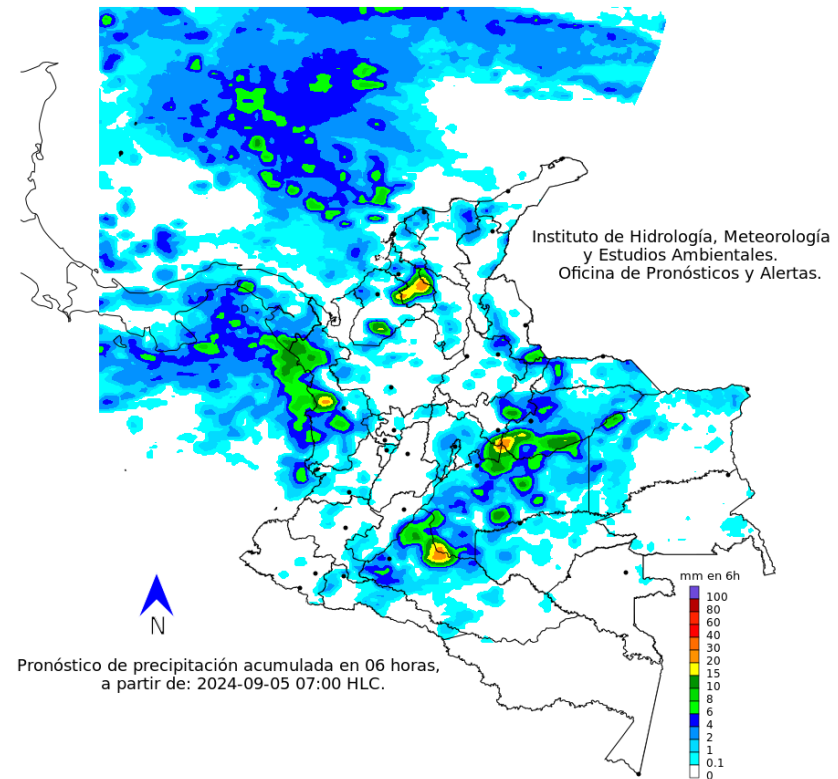 Instituto de Hidrología, Meteorología
y Estudios Ambientales.
Oficina de Pronósticos y Alertas.
mm en 6h
100
80
60
40
30
20
15
10
8
6
4
2
1
0.1
0
N
Pronóstico de precipitación acumulada en 06 horas,
a partir de: 2024-09-05 07:00 HLC.